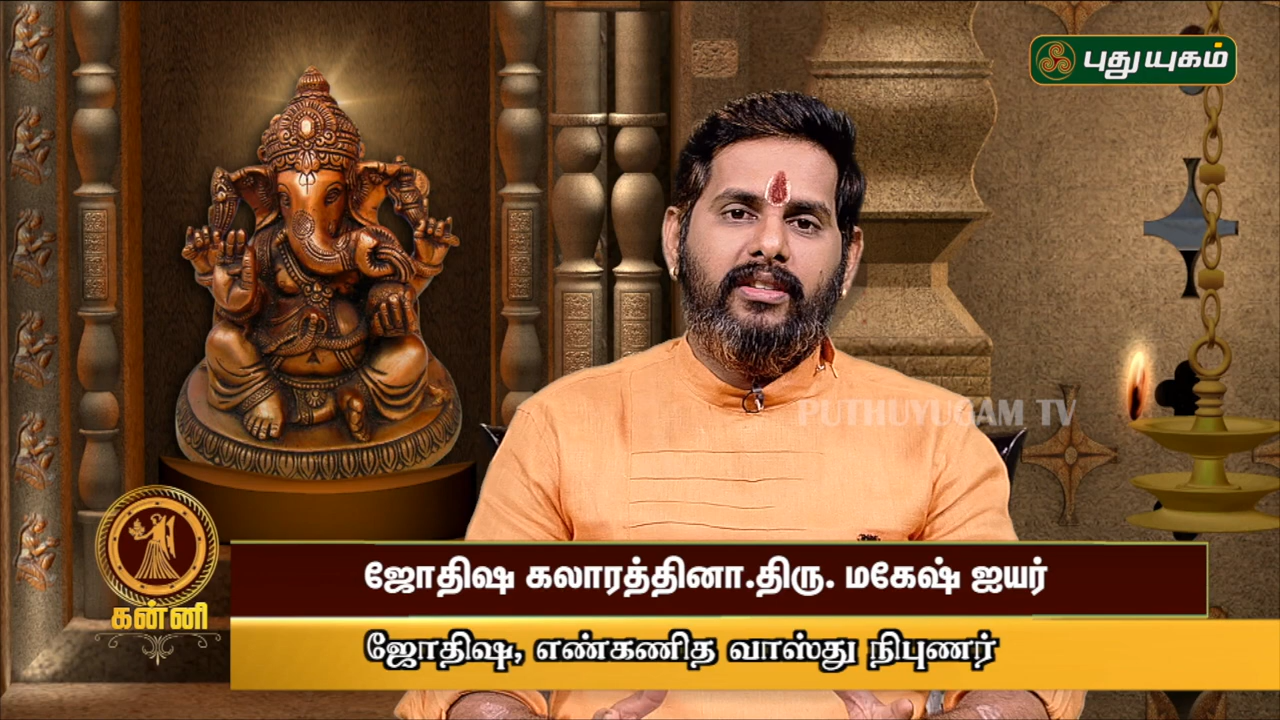 புதுயுகம்
PUTHUYUGAM TV
ஜோதிஷ கலாரத்தினா.திரு. மகேஷ் ஐயர்
கன்னி
ஜோதிஷ, எண்கணித வாஸ்து நிபுணர்